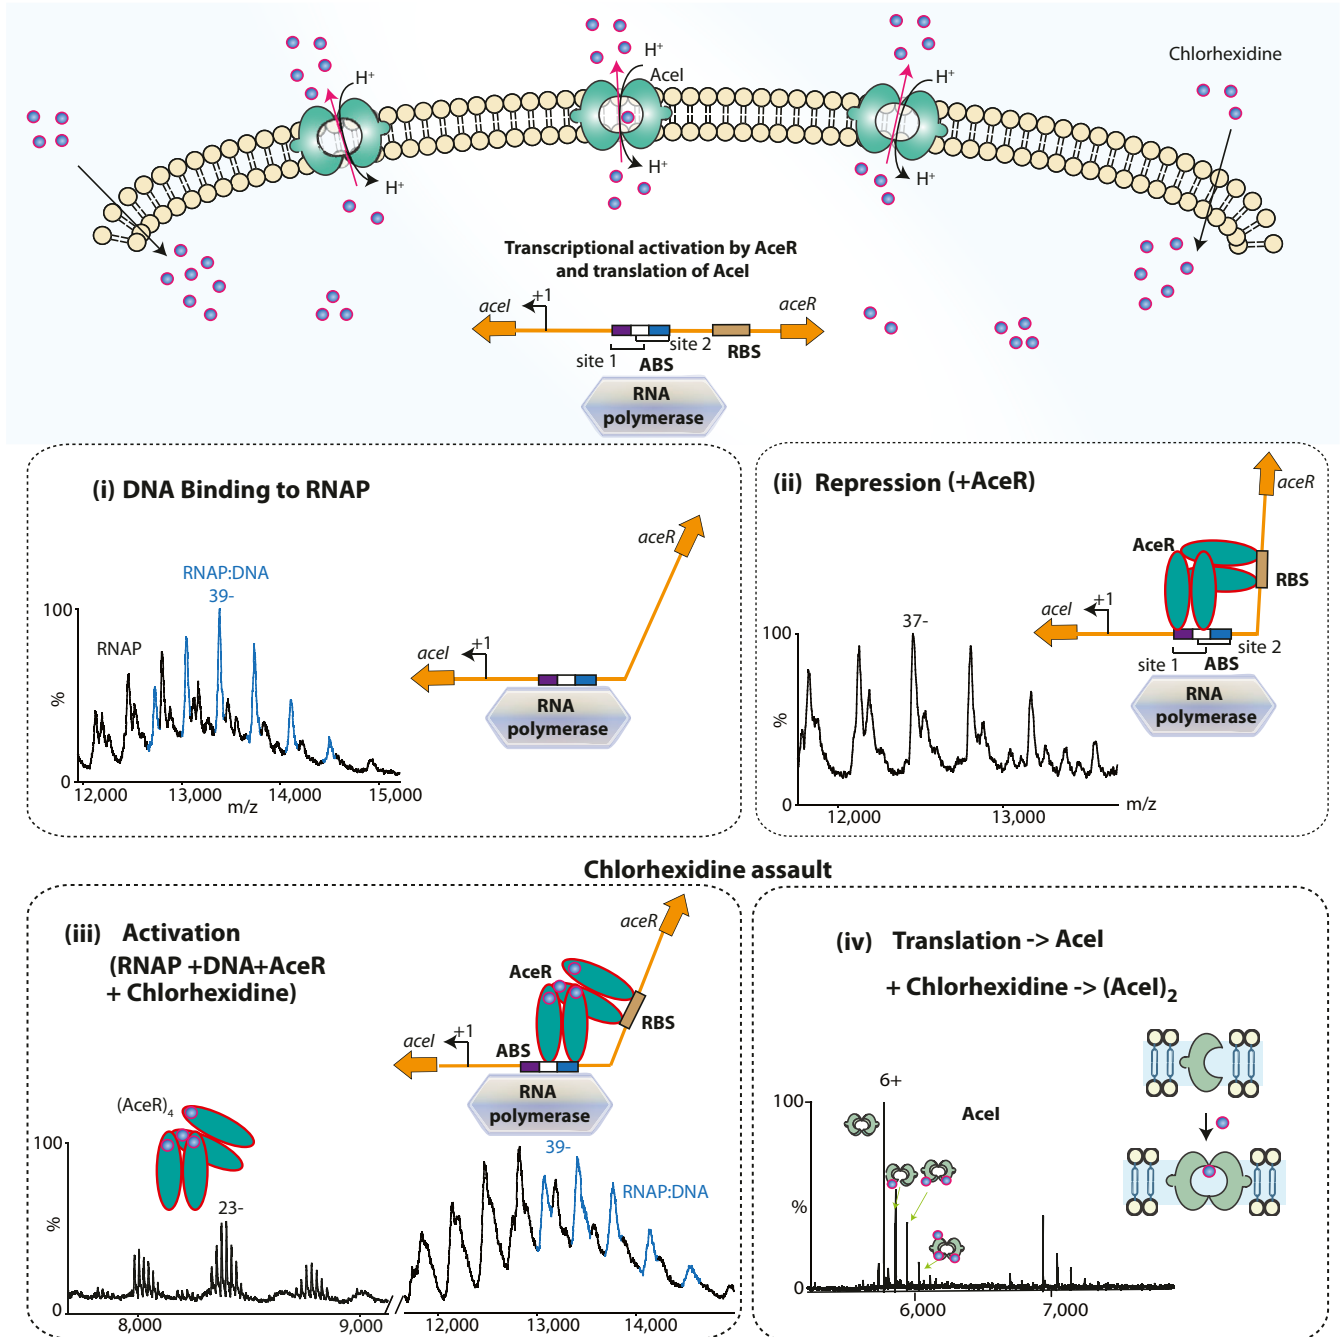 H⁺
H⁺
H⁺
AceI
H⁺
H⁺
H⁺
Chlorhexidine
Transcriptional activation by AceR
and translation of AceI
aceI
+1
aceR
site 1
site 2
ABS
RBS
RNA
polymerase
(i) DNA Binding to RNAP
RNAP:DNA
39-
RNAP
100
%
0
12,000
13,000
14,000
15,000
m/z
aceR
aceI
+1
RNA
polymerase
(ii) Repression (+AceR)
aceR
AceR
RBS
aceI
+1
site 1
ABS
site 2
RNA
polymerase
37-
100
%
0
12,000
13,000
m/z
Chlorhexidine assault
(iii) Activation
(RNAP +DNA+AceR
+ Chlorhexidine)
aceR
AceR
RBS
aceI
+1
ABS
RNA
polymerase
(AceR)₄
23-
100
%
0
8,000
9,000
39-
RNAP:DNA
12,000
13,000
14,000
(iv) Translation -> AceI
+ Chlorhexidine -> (AceI)₂
6+
AceI
100
%
0
6,000
7,000